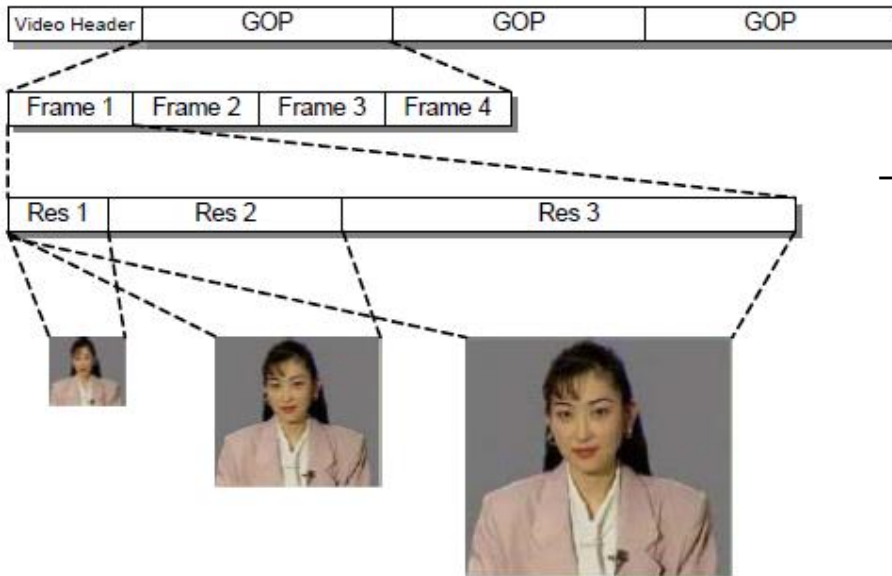 Video Header GOP GOP GOP
Frame 1 Frame 2 Frame 3 Frame 4
Res 1 Res 2 Res 3